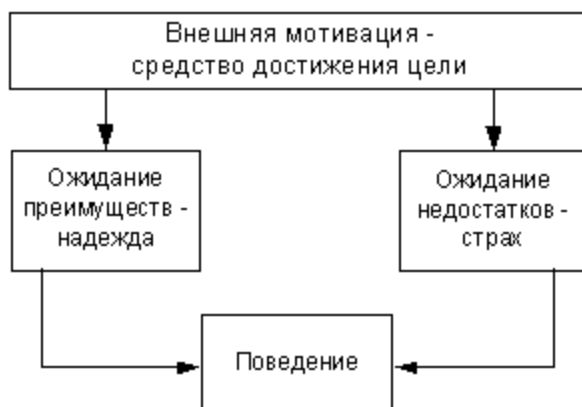 Внешняя мотивация -
средство достижения цели
Ожидание
преимуществ -
надежда
Ожидание
недостатков -
страх
Поведение